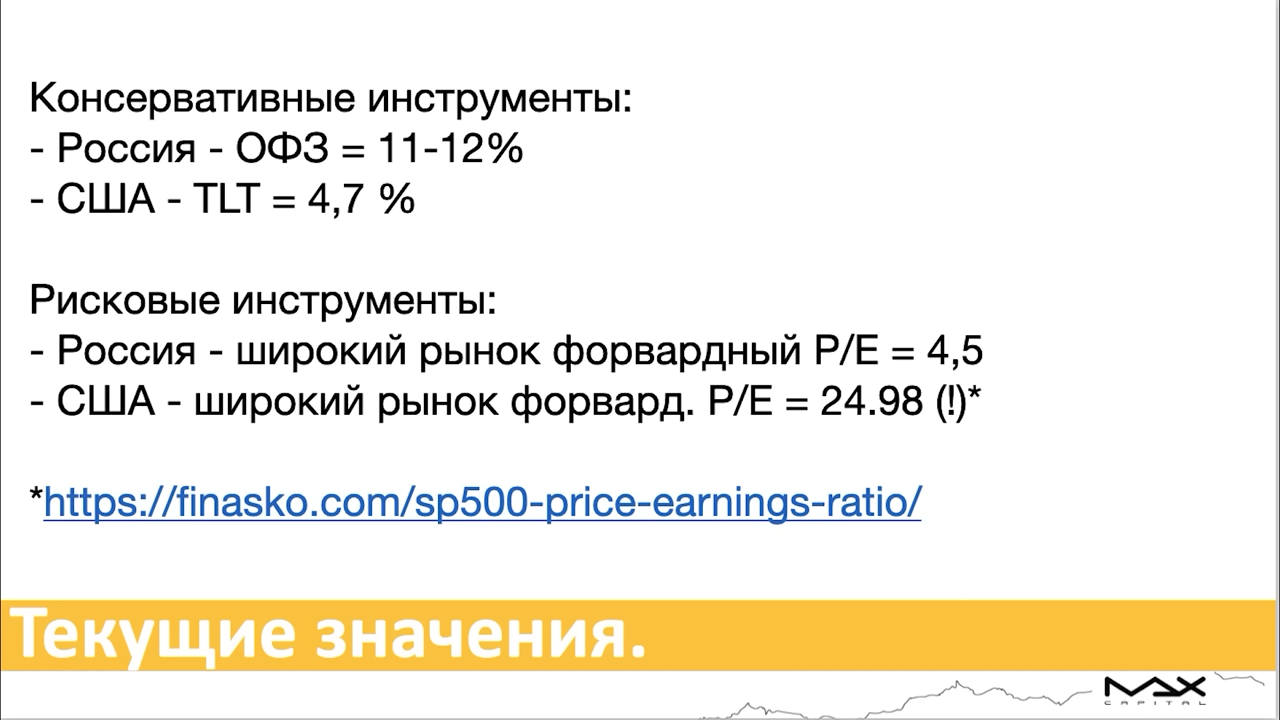 Консервативные инструменты:
- Россия - ОФЗ = 11-12%
- США - TLT = 4,7 %
Рисковые инструменты:
- Россия - широкий рынок форвардный P/E = 4,5
- США - широкий рынок форвард. P/E = 24.98 (!)*
*https://finasko.com/sp500-price-earnings-ratio/
Текущие значения.
MAX
CAPITAL